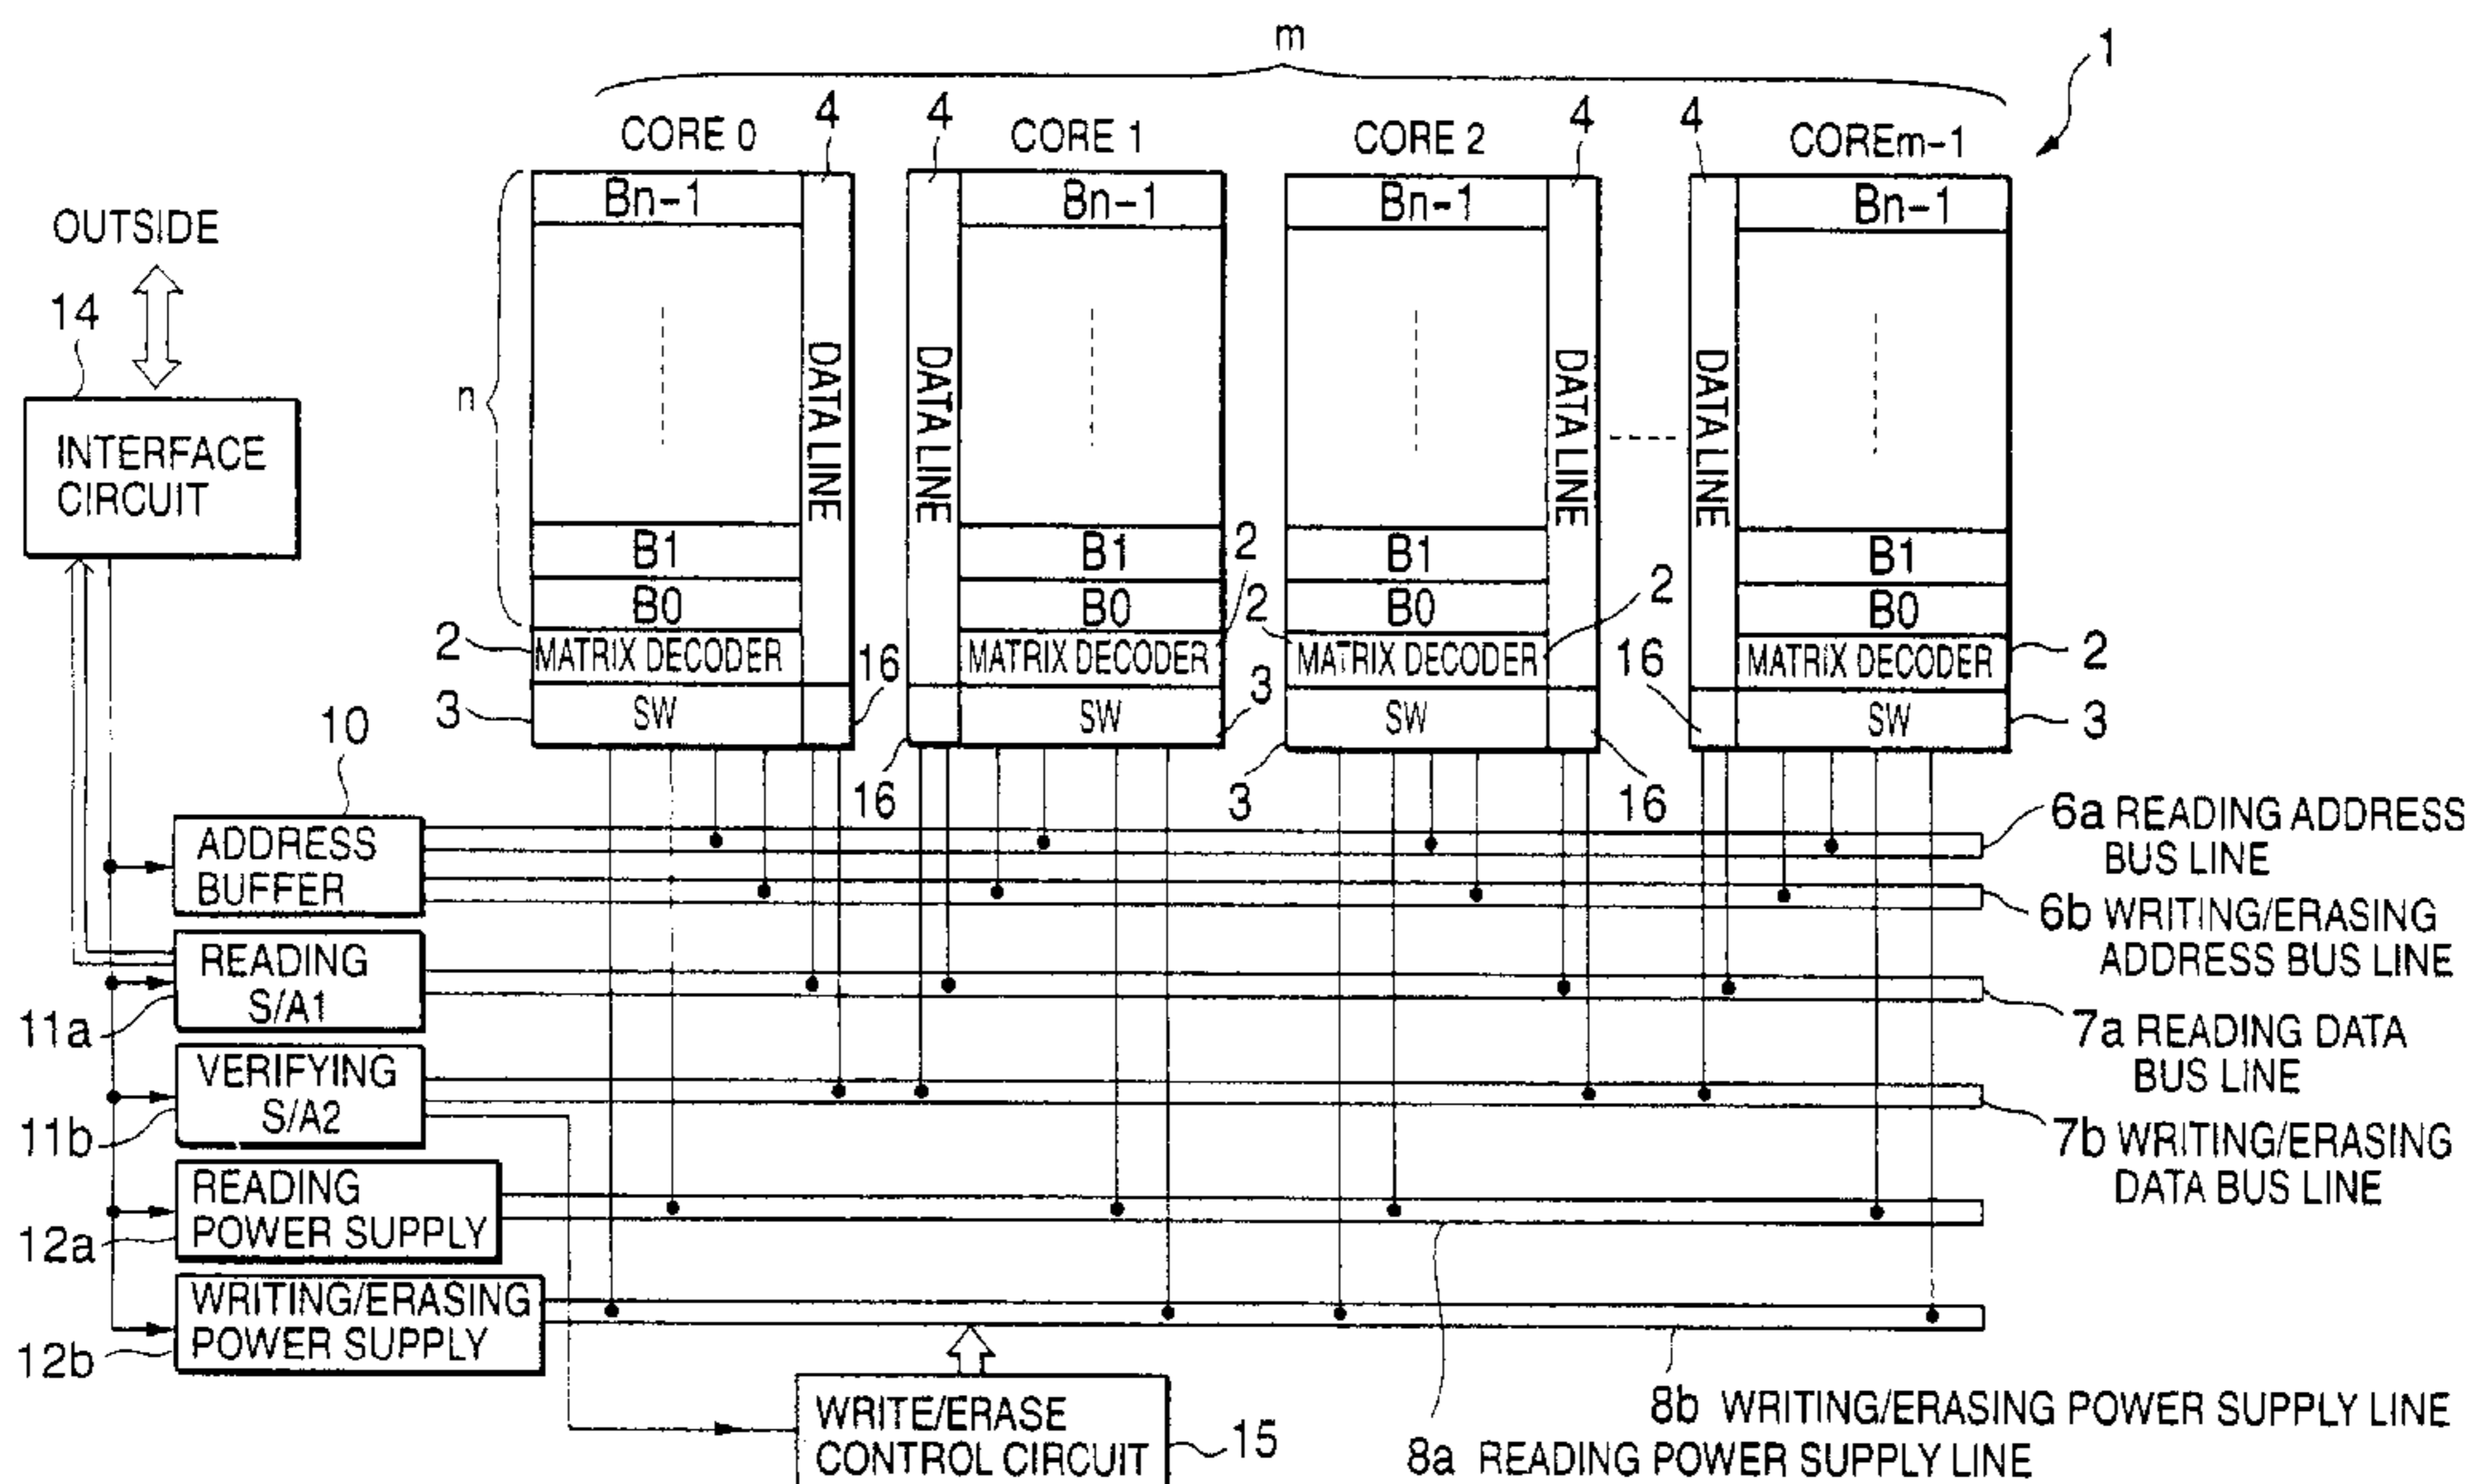 m
1
CORE 0
4
4
CORE 1
CORE 2
4
4
COREm-1
OUTSIDE
14
INTERFACE
CIRCUIT
n
Bn-1
DATA LINE
B1
B0
2
MATRIX DECODER
3
SW
16
DATA LINE
Bn-1
B1
B0
MATRIX DECODER
SW
2
3
16
Bn-1
B1
B0
2
MATRIX DECODER
SW
3
DATA LINE
2
16
DATA LINE
Bn-1
B1
B0
MATRIX DECODER
SW
16
2
3
10
ADDRESS
BUFFER
READING
S/A1
11a
VERIFYING
S/A2
11b
READING
POWER SUPPLY
12a
WRITING/ERASING
POWER SUPPLY
12b
6a READING ADDRESS
BUS LINE
6b WRITING/ERASING
ADDRESS BUS LINE
7a READING DATA
BUS LINE
7b WRITING/ERASING
DATA BUS LINE
8b WRITING/ERASING POWER SUPPLY LINE
8a READING POWER SUPPLY LINE
WRITE/ERASE
CONTROL CIRCUIT
15